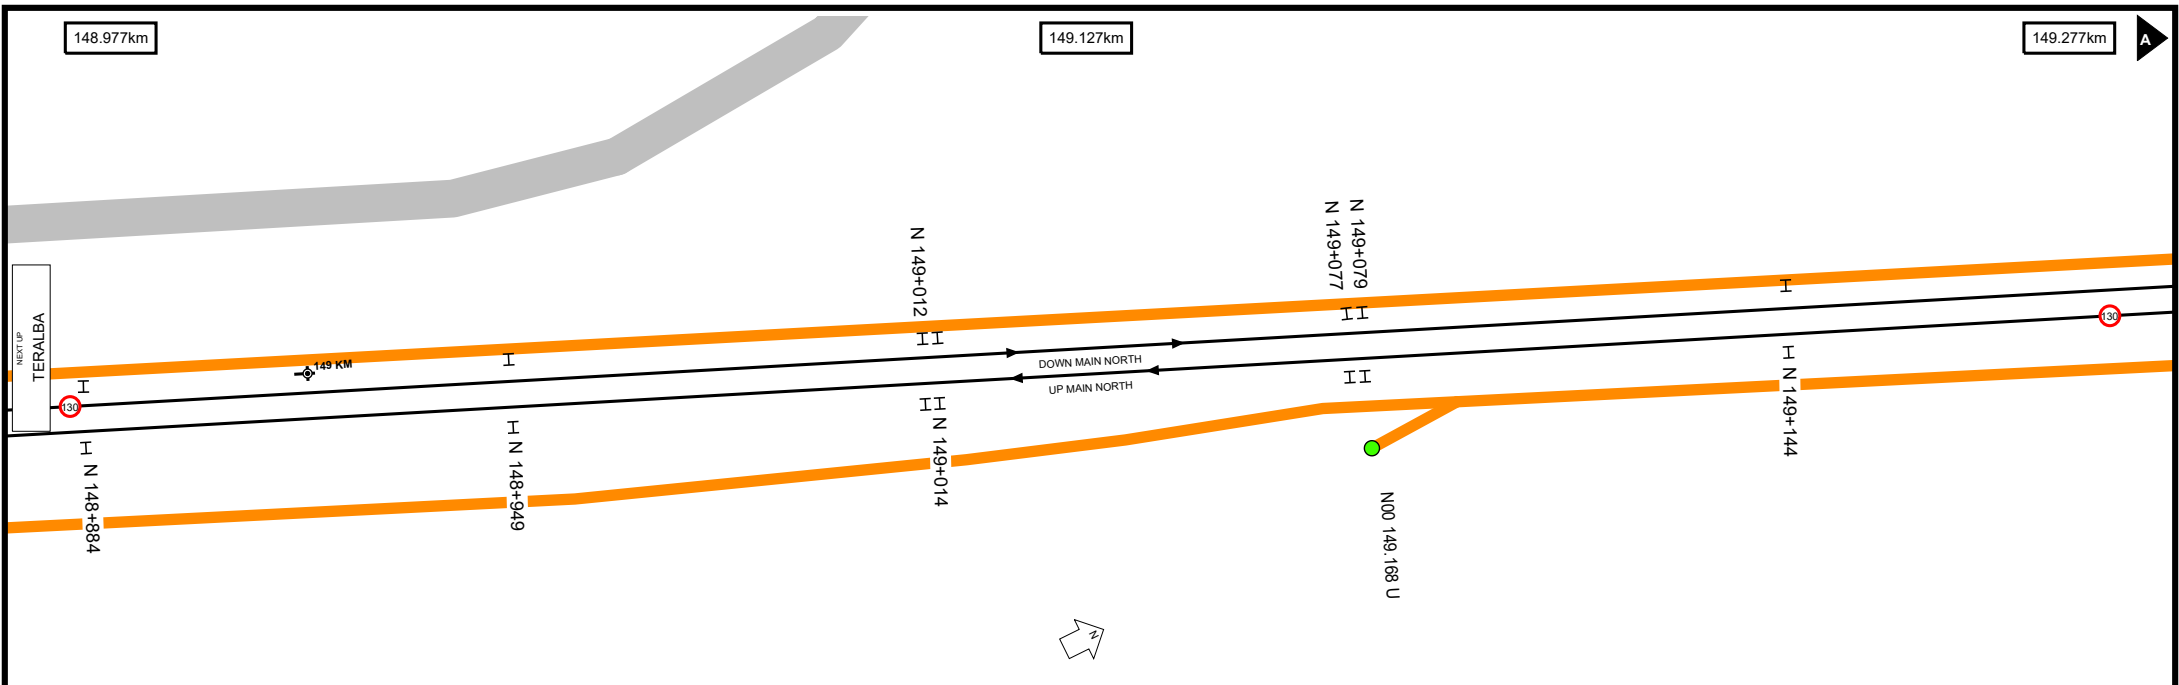 148.977km
149.127km
149.277km
A
N 149+012
N 149+077
N 149+079
NEXT UP
TERALBA
149 KM
DOWN MAIN NORTH
UP MAIN NORTH
130
130
N 148+884
N 148+949
N 149+014
N 149+144
N00 149.168 U
N